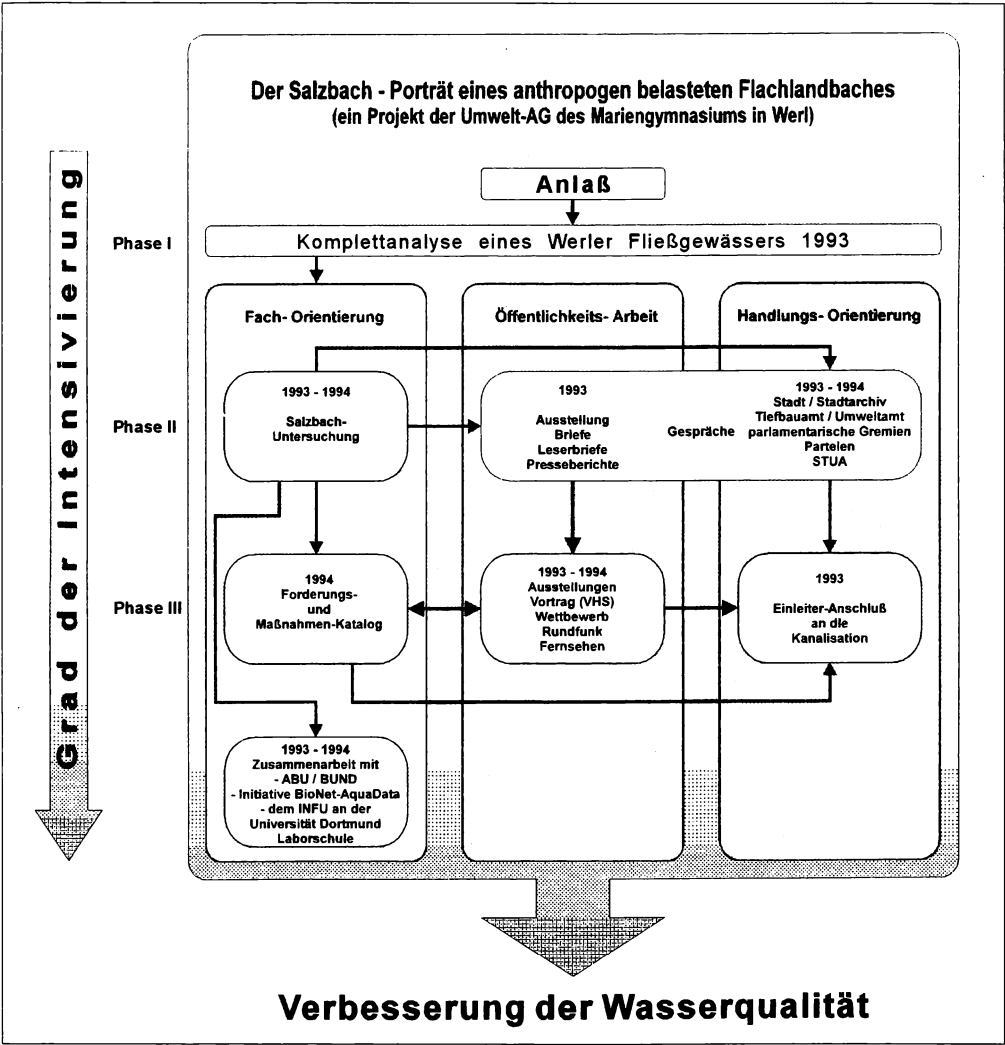 Der Salzbach - Porträt eines anthropogen belasteten Flachlandbaches
(ein Projekt der Umwelt-AG des Mariengymnasiums in Werl)
Grad der Intensivierung
Anlaß
Phase I
Komplettanalyse eines Werler Fließgewässers 1993
Fach- Orientierung
Öffentlichkeits- Arbeit
Handlungs- Orientierung
Phase II
1993 - 1994
Salzbach-
Untersuchung
1993
Ausstellung
Briefe
Leserbriefe
Presseberichte
Gespräche
1993 - 1994
Stadt / Stadtarchiv
Tiefbauamt / Umweltamt
parlamentarische Gremien
Parteien
STUA
Phase III
1994
Forderungs-
und
Maßnahmen-Katalog
1993 - 1994
Ausstellungen
Vortrag (VHS)
Wettbewerb
Rundfunk
Fernsehen
1993
Einleiter-Anschluß
an die
Kanalisation
1993 - 1994
Zusammenarbeit mit
- ABU / BUND
- Initiative BioNet-AquaData
- dem INFU an der
Universität Dortmund
Laborschule
Verbesserung der Wasserqualität